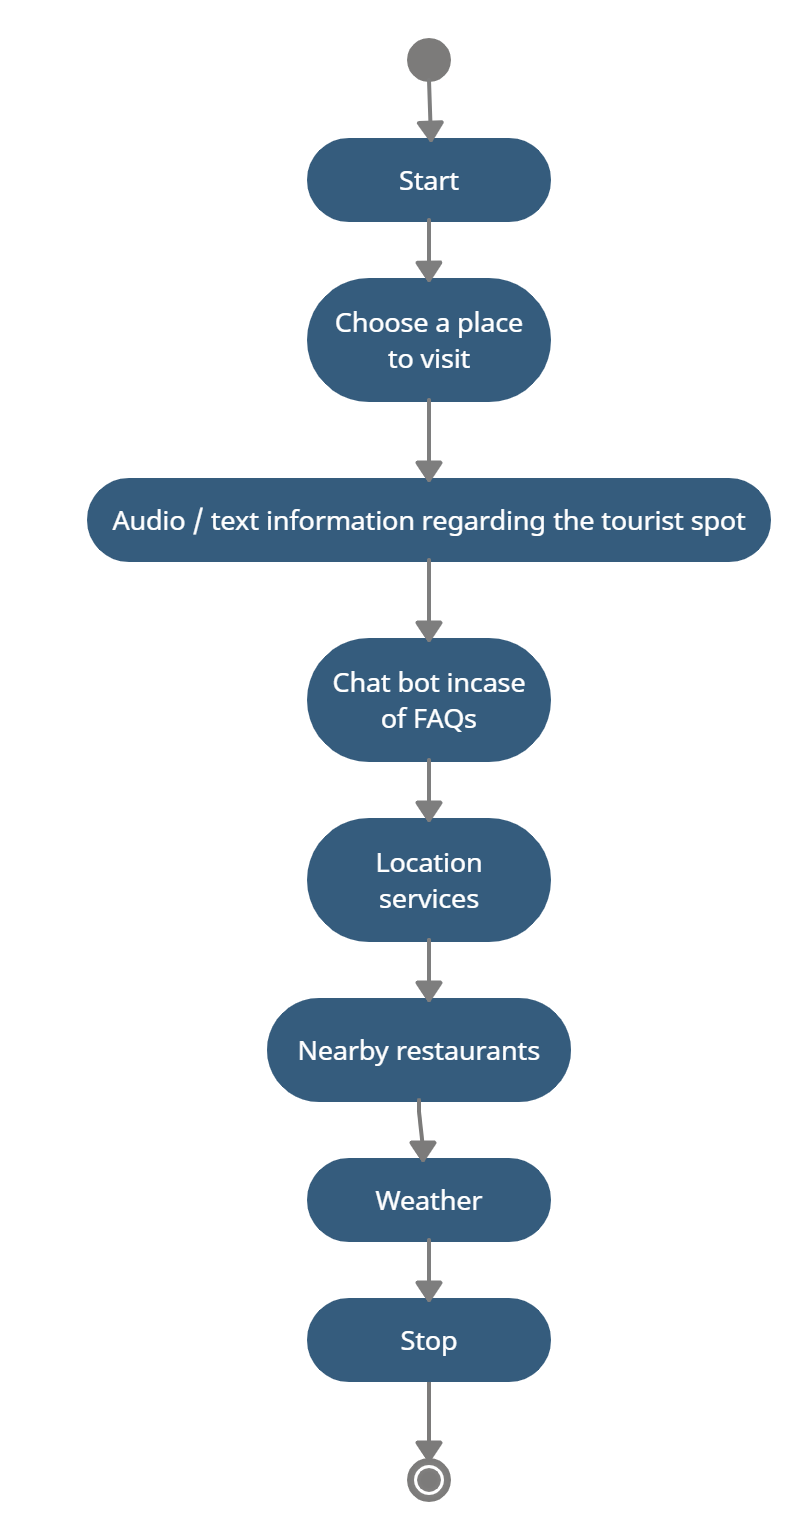 Start
Choose a place
to visit
Audio / text information regarding the tourist spot
Chat bot incase
of FAQs
Location
services
Nearby restaurants
Weather
Stop